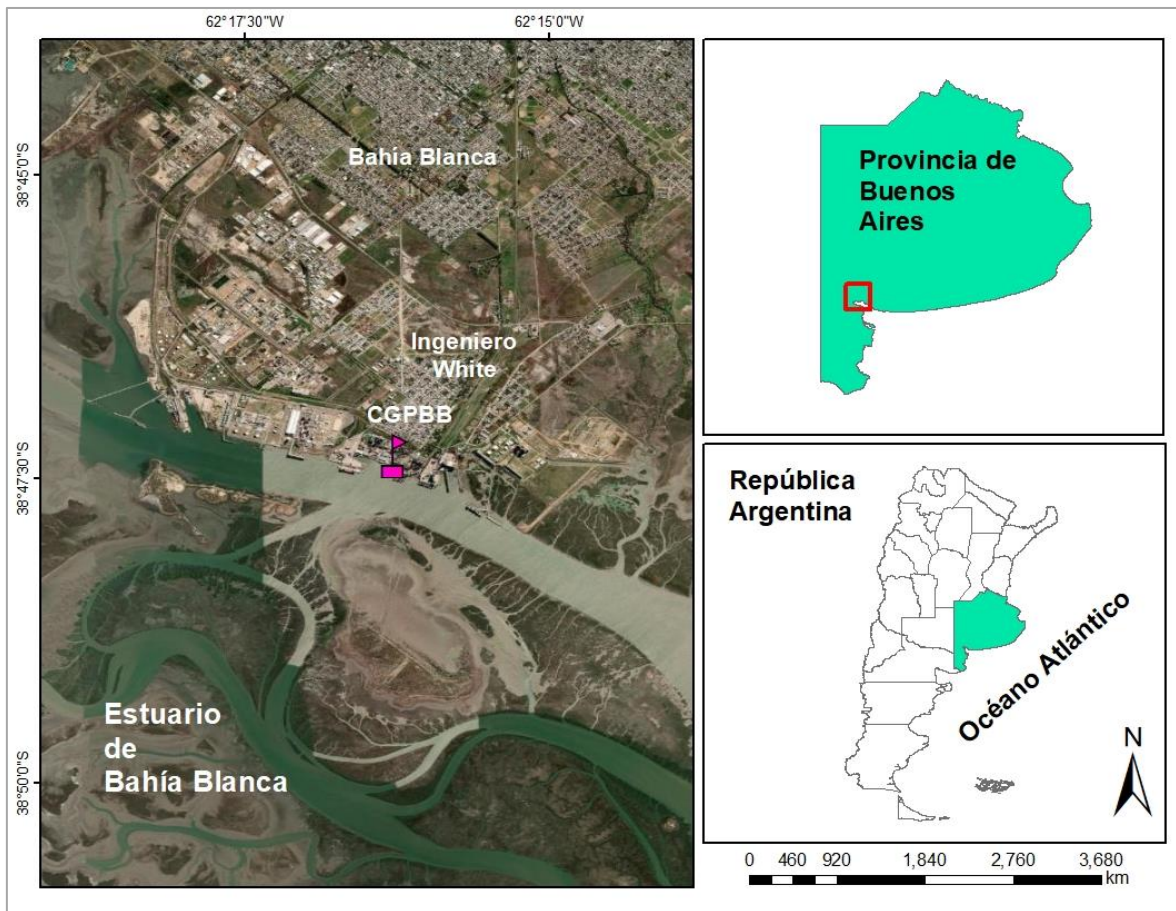 62°17'30"W
62°15'0"W
38°45'0"S
38°47'30"S
38°50'0"S
Bahía Blanca
Ingeniero
White
CGPBB
Estuario
de
Bahía Blanca
Provincia de
Buenos
Aires
República
Argentina
Océano Atlántico
N
0 460 920 1,840 2,760 3,680
km